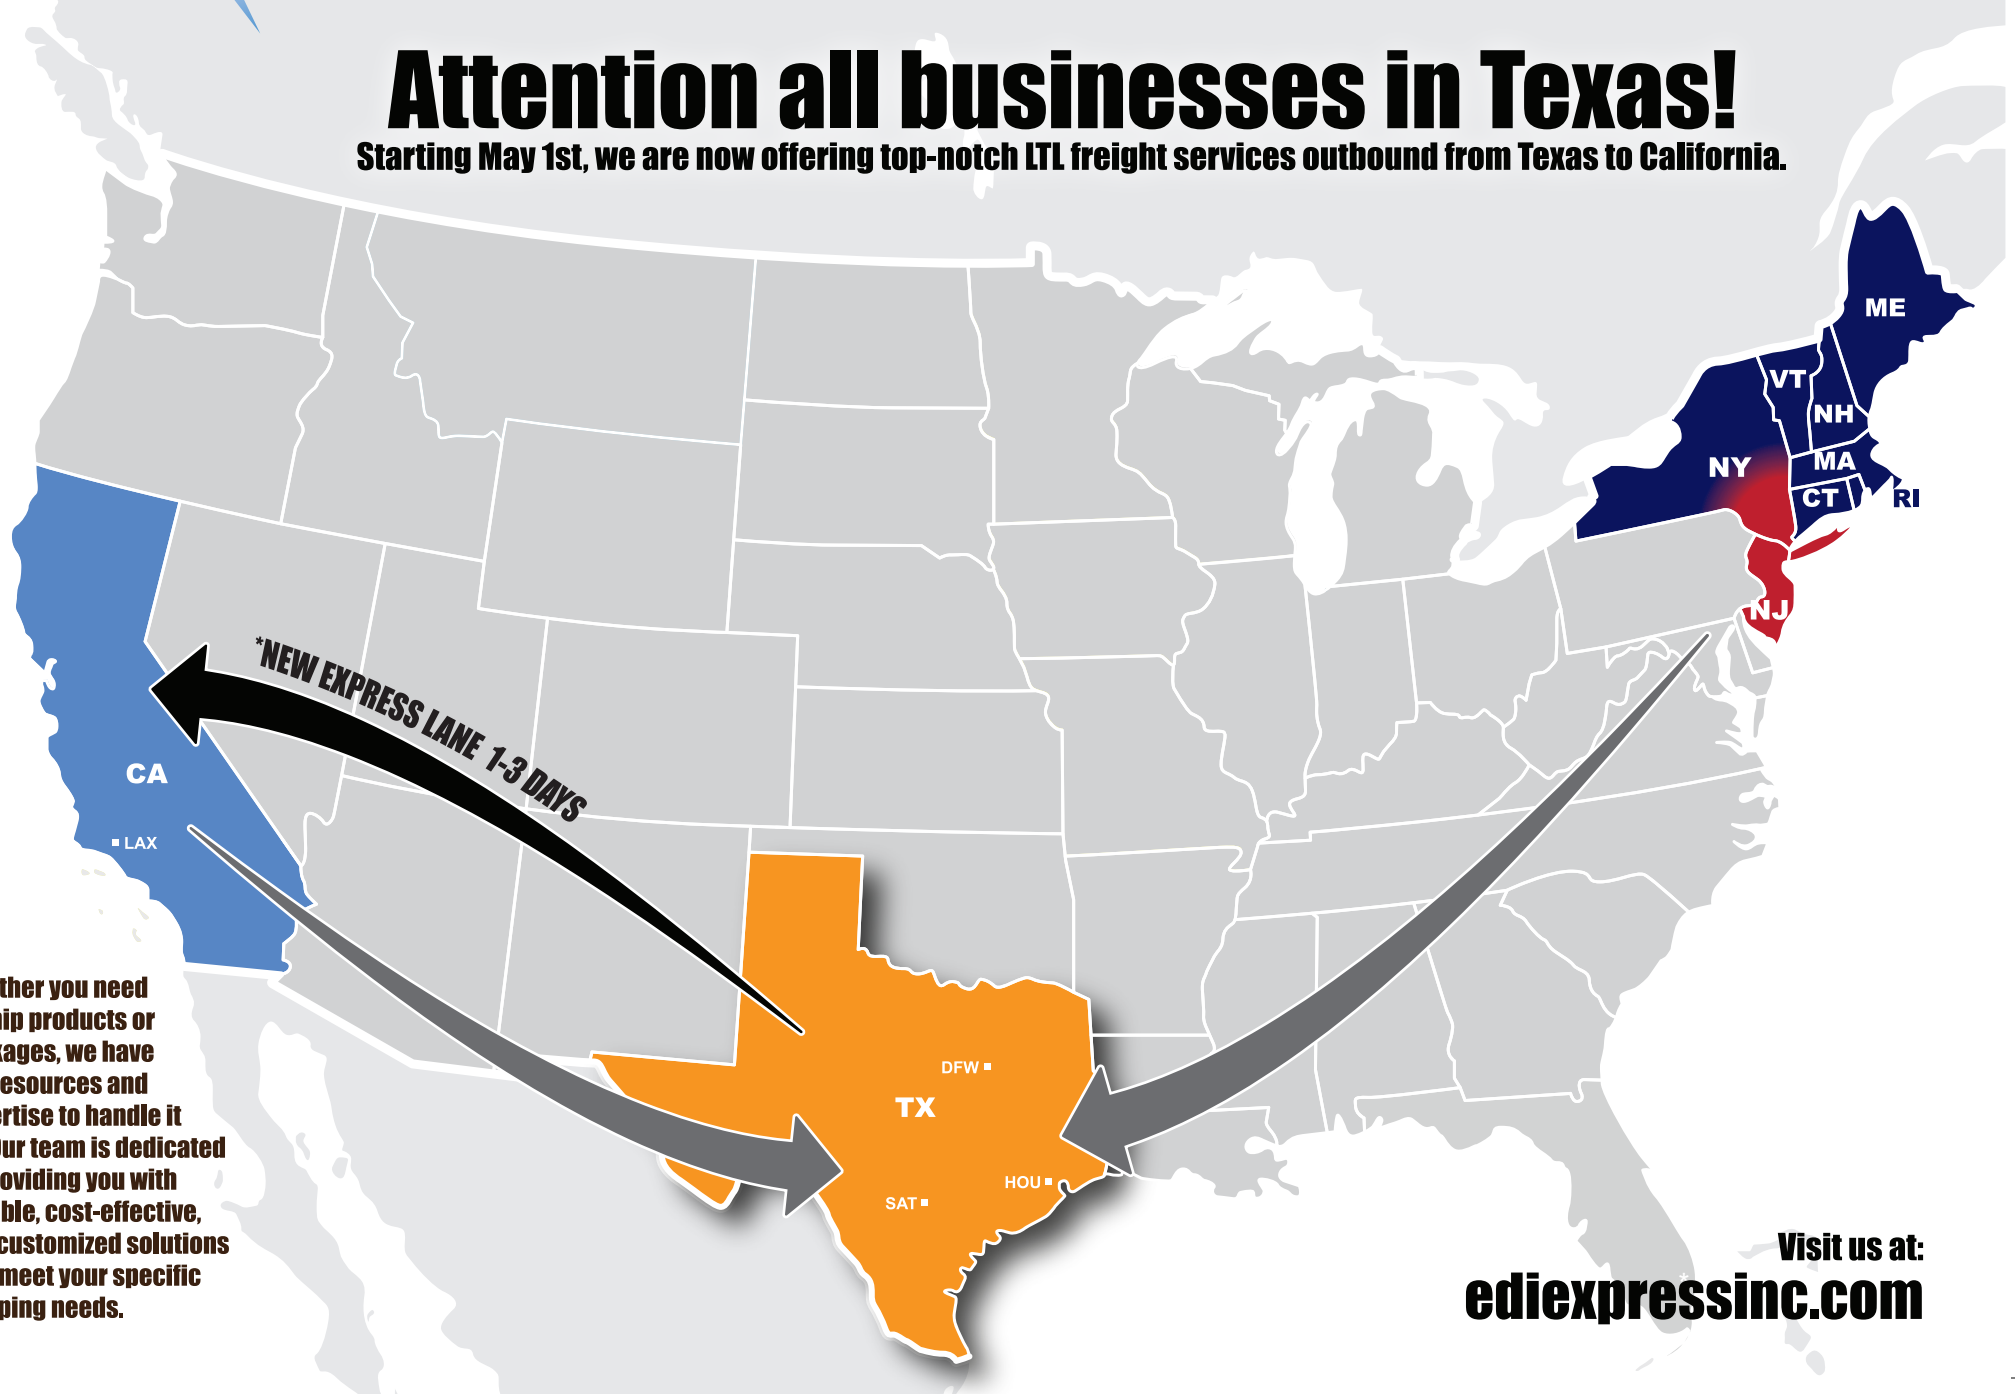 Attention all businesses in Texas!
Starting May 1st, we are now offering top-notch LTL freight services outbound from Texas to California.
ME
VT
NH
NY
MA
CT
RI
NJ
*NEW EXPRESS LANE 1-3 DAYS
CA
LAX
DFW
TX
HOU
SAT
ther you need
hip products or
kages, we have
esources and
ertise to handle it
Our team is dedicated
oviding you with
ble, cost-effective,
customized solutions
meet your specific
ping needs.
Visit us at:
ediexpressinc.com